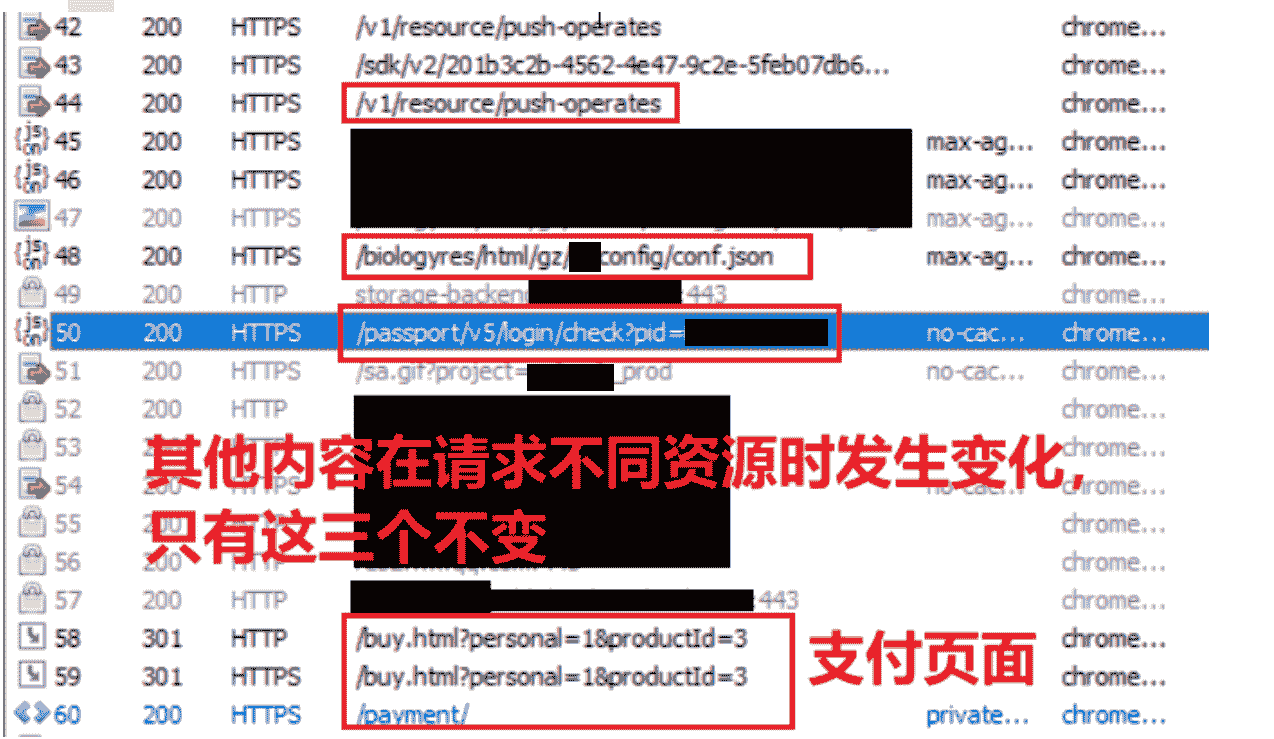 42 200 HTTPS /v1/resource/push-operates chrome...
43 200 HTTPS /sdk/v2/201b3c2b-4562-4e47-9c2e-5feb07db6... chrome...
44 200 HTTPS /v1/resource/push-operates chrome...
45 200 HTTPS max-ag... chrome...
46 200 HTTPS max-ag... chrome...
47 200 HTTPS max-ag... chrome...
48 200 HTTPS /biologyres/html/gz/ config/conf.json max-ag... chrome...
49 200 HTTP storage-backend :443 chrome...
50 200 HTTPS /passport/v5/login/check?pid= no-cac... chrome...
51 200 HTTPS /sa.gif?project= _prod no-cac... chrome...
52 200 HTTP chrome...
53 chrome...
其他内容在请求不同资源时发生变化,
54 200 no-cac... chrome...
55 200 chrome...
只有这三个不变
56 200 chrome...
57 200 HTTP :443 chrome...
58 301 HTTP /buy.html?personal=1&productId=3 chrome...
支付页面
59 301 HTTPS /buy.html?personal=1&productId=3 chrome...
60 200 HTTPS /payment/ private... chrome...